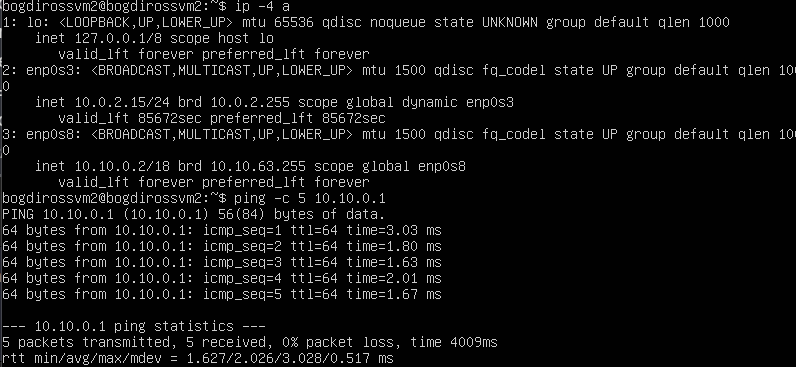 bogdirossvm2@bogdirossvm2:~$ ip -4 a
1: lo: <LOOPBACK,UP,LOWER_UP> mtu 65536 qdisc noqueue state UNKNOWN group default qlen 1000
    inet 127.0.0.1/8 scope host lo
       valid_lft forever preferred_lft forever
2: enp0s3: <BROADCAST,MULTICAST,UP,LOWER_UP> mtu 1500 qdisc fq_codel state UP group default qlen 100
0
    inet 10.0.2.15/24 brd 10.0.2.255 scope global dynamic enp0s3
       valid_lft 85672sec preferred_lft 85672sec
3: enp0s8: <BROADCAST,MULTICAST,UP,LOWER_UP> mtu 1500 qdisc fq_codel state UP group default qlen 100
0
    inet 10.10.0.2/18 brd 10.10.63.255 scope global enp0s8
       valid_lft forever preferred_lft forever
bogdirossvm2@bogdirossvm2:~$ ping -c 5 10.10.0.1
PING 10.10.0.1 (10.10.0.1) 56(84) bytes of data.
64 bytes from 10.10.0.1: icmp_seq=1 ttl=64 time=3.03 ms
64 bytes from 10.10.0.1: icmp_seq=2 ttl=64 time=1.80 ms
64 bytes from 10.10.0.1: icmp_seq=3 ttl=64 time=1.63 ms
64 bytes from 10.10.0.1: icmp_seq=4 ttl=64 time=2.01 ms
64 bytes from 10.10.0.1: icmp_seq=5 ttl=64 time=1.67 ms

--- 10.10.0.1 ping statistics ---
5 packets transmitted, 5 received, 0% packet loss, time 4009ms
rtt min/avg/max/mdev = 1.627/2.026/3.028/0.517 ms